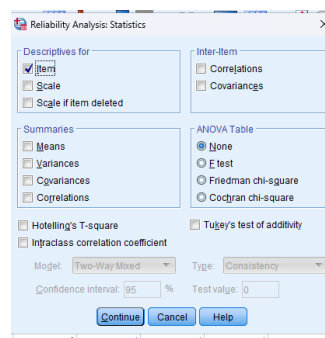 Reliability Analysis: Statistics
Descriptives for
Item
Scale
Scale if item deleted
Inter-Item
Correlations
Covariances
Summaries
Means
Variances
Covariances
Correlations
ANOVA Table
None
F test
Friedman chi-square
Cochran chi-square
Hotelling's T-square
Tukey's test of additivity
Intraclass correlation coefficient
Model: Two-Way Mixed Type: Consistency
Confidence interval: 95 % Test value: 0
Continue Cancel Help